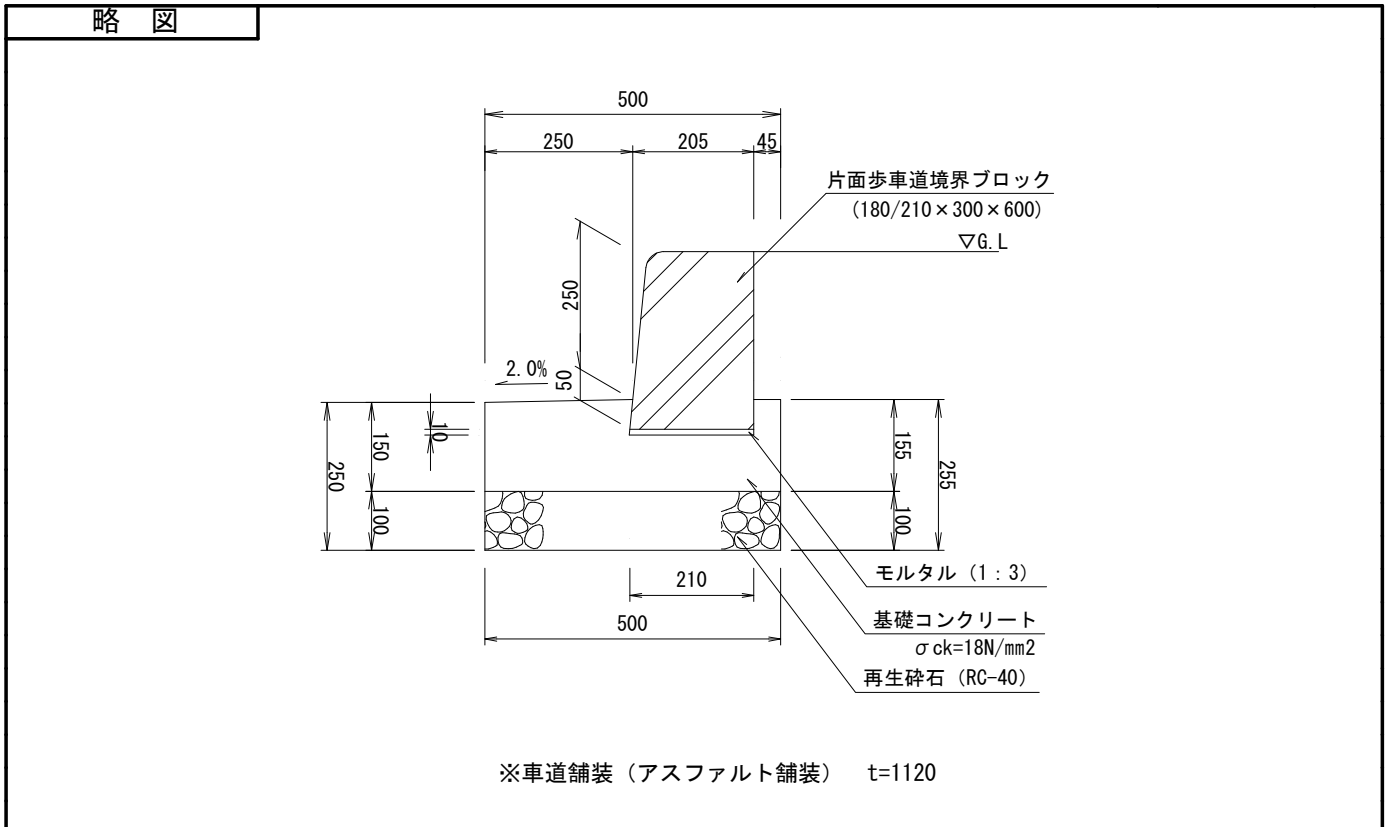 略 図
500
250
205
45
片面歩車道境界ブロック
(180/210×300×600)
▽G.L
250
2.0%
50
10
150
250
100
155
255
100
モルタル（1：3）
210
基礎コンクリート
500
σck=18N/mm2
再生砕石（RC-40）
※車道舗装（アスファルト舗装） t=1120